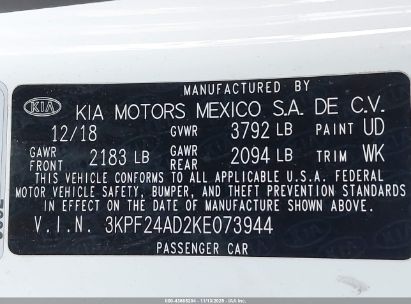 MANUFACTURED BY
KIA KIA MOTORS MEXICO S.A. DE C.V.
12/18 GVWR 3792 LB PAINT UD
GAWR FRONT 2183 LB GAWR REAR 2094 LB TRIM WK
THIS VEHICLE CONFORMS TO ALL APPLICABLE U.S.A. FEDERAL
MOTOR VEHICLE SAFETY, BUMPER, AND THEFT PREVENTION STANDARDS
IN EFFECT ON THE DATE OF MANUFACTURE SHOWN ABOVE.
V.I.N. 3KPF24AD2KE073944
PASSENGER CAR